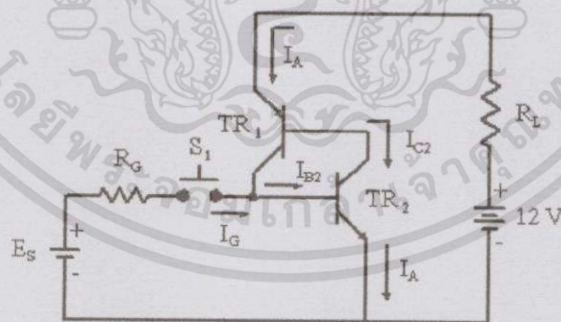 I_A
TR_1
R_L
I_C2
R_G
S_1
I_B2
TR_2
I_G
+
12 V
-
E_S
+
-
I_A